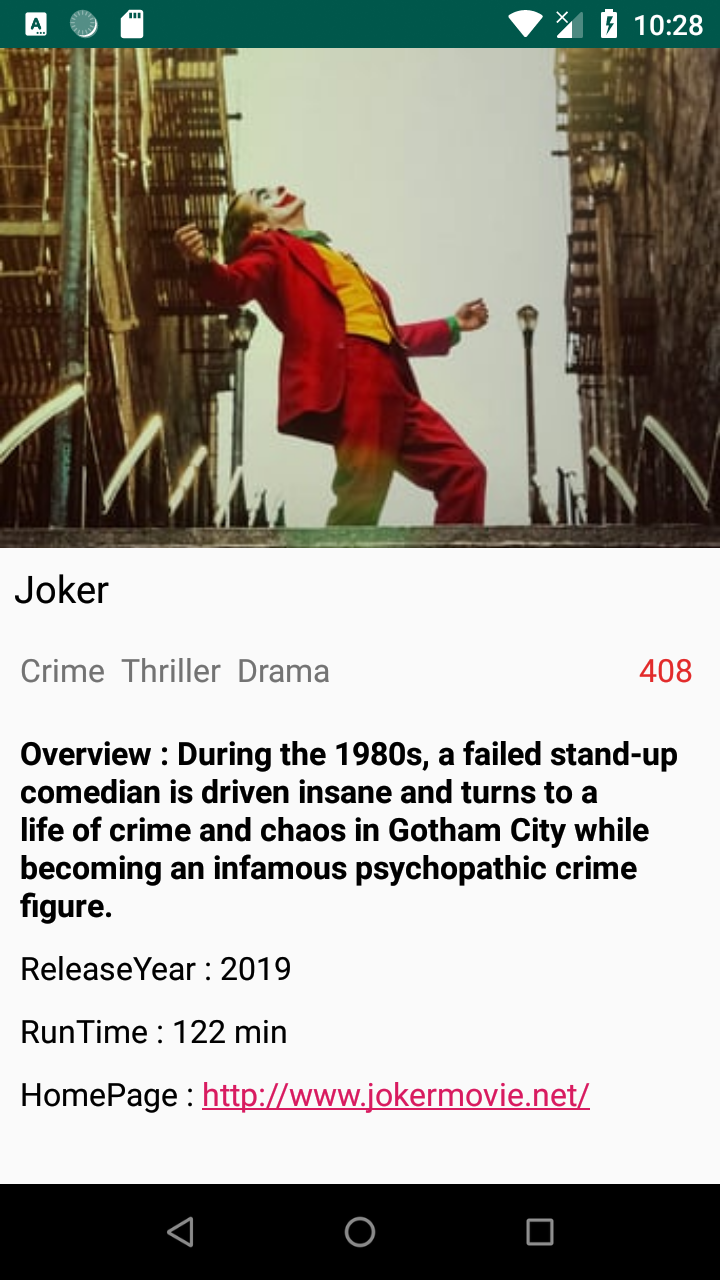 A
10:28
Joker
Crime Thriller Drama
408
Overview : During the 1980s, a failed stand-up
comedian is driven insane and turns to a
life of crime and chaos in Gotham City while
becoming an infamous psychopathic crime
figure.
ReleaseYear : 2019
RunTime : 122 min
HomePage : http://www.jokermovie.net/